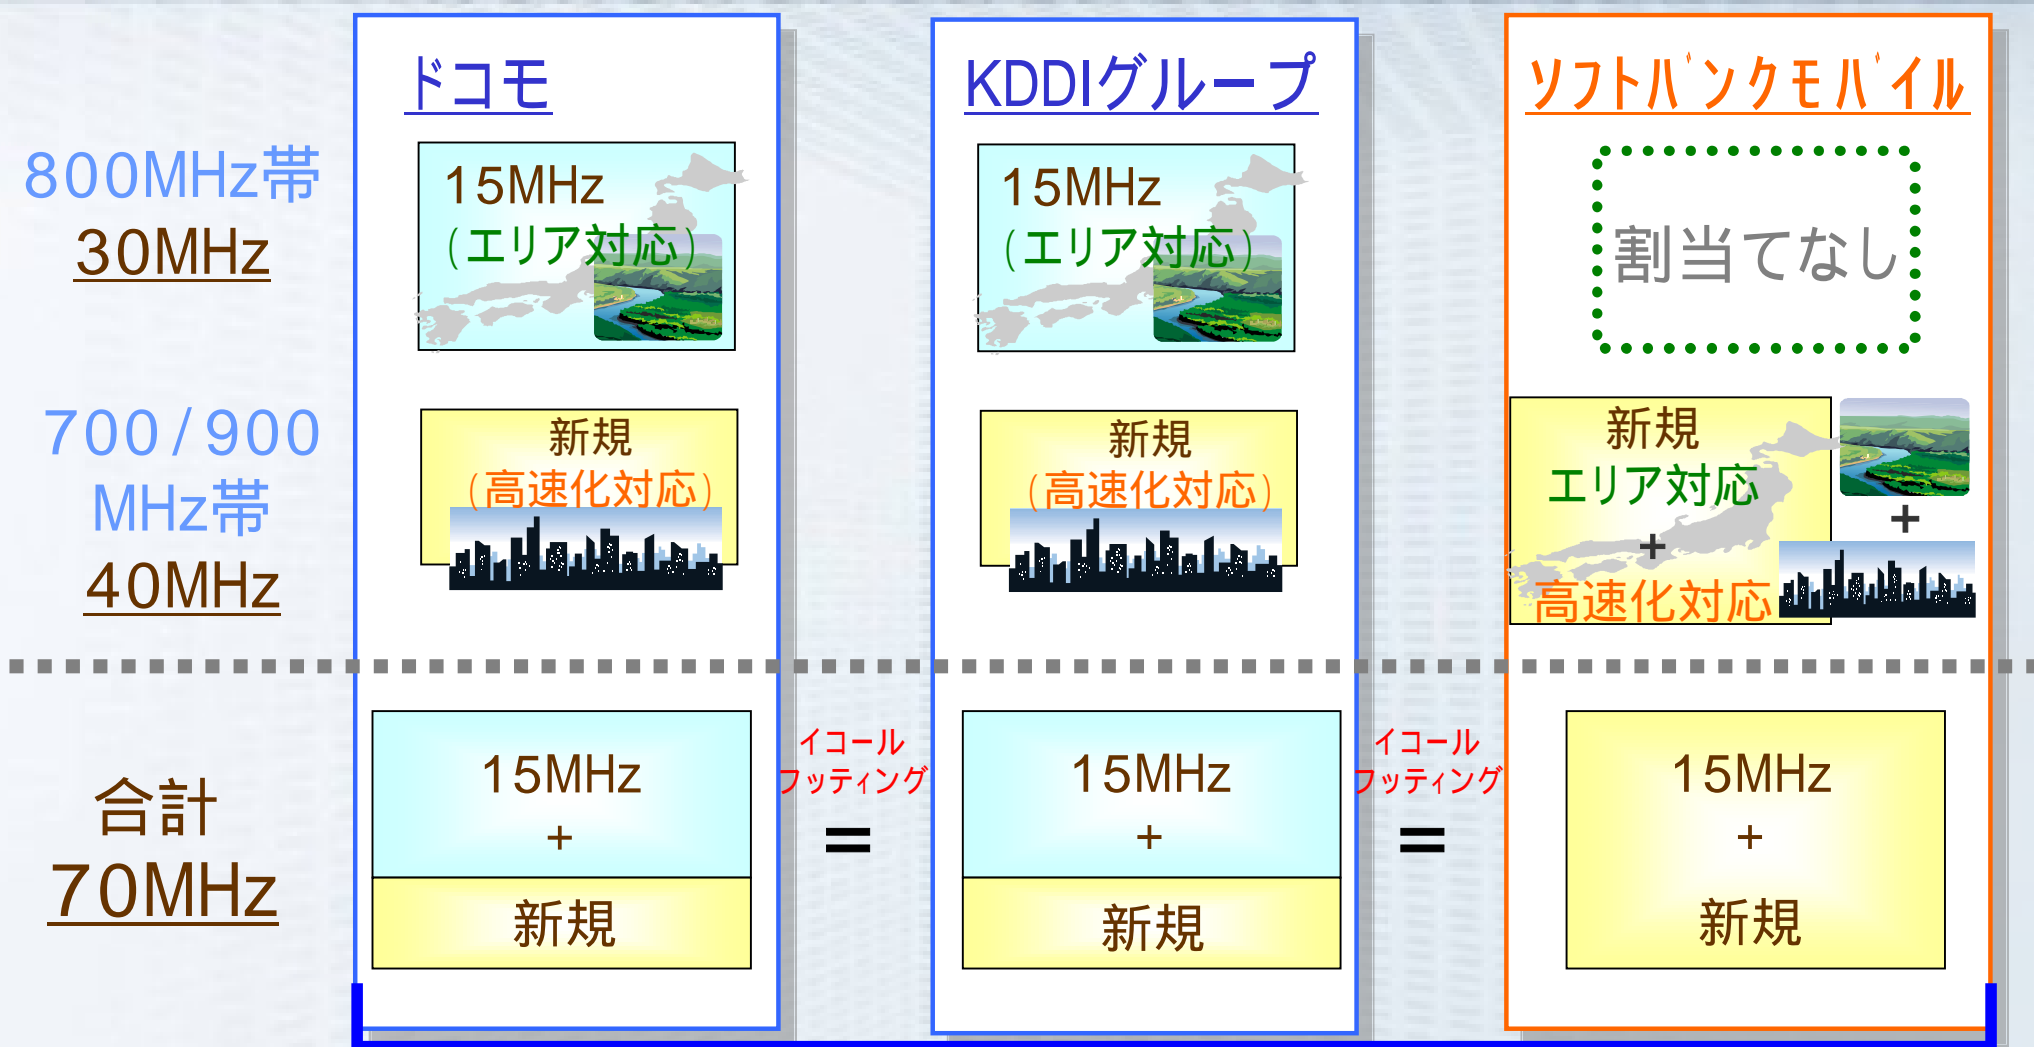 ドコモ
KDDIグループ
ソフトバンクモバイル
800MHz帯
30MHz
15MHz
(エリア対応)
15MHz
(エリア対応)
割当てなし
700/900
MHz帯
40MHz
新規
(高速化対応)
新規
(高速化対応)
新規
エリア対応
+
高速化対応
+
合計
70MHz
15MHz
+
新規
イコール
フッティング
=
15MHz
+
新規
イコール
フッティング
=
15MHz
+
新規